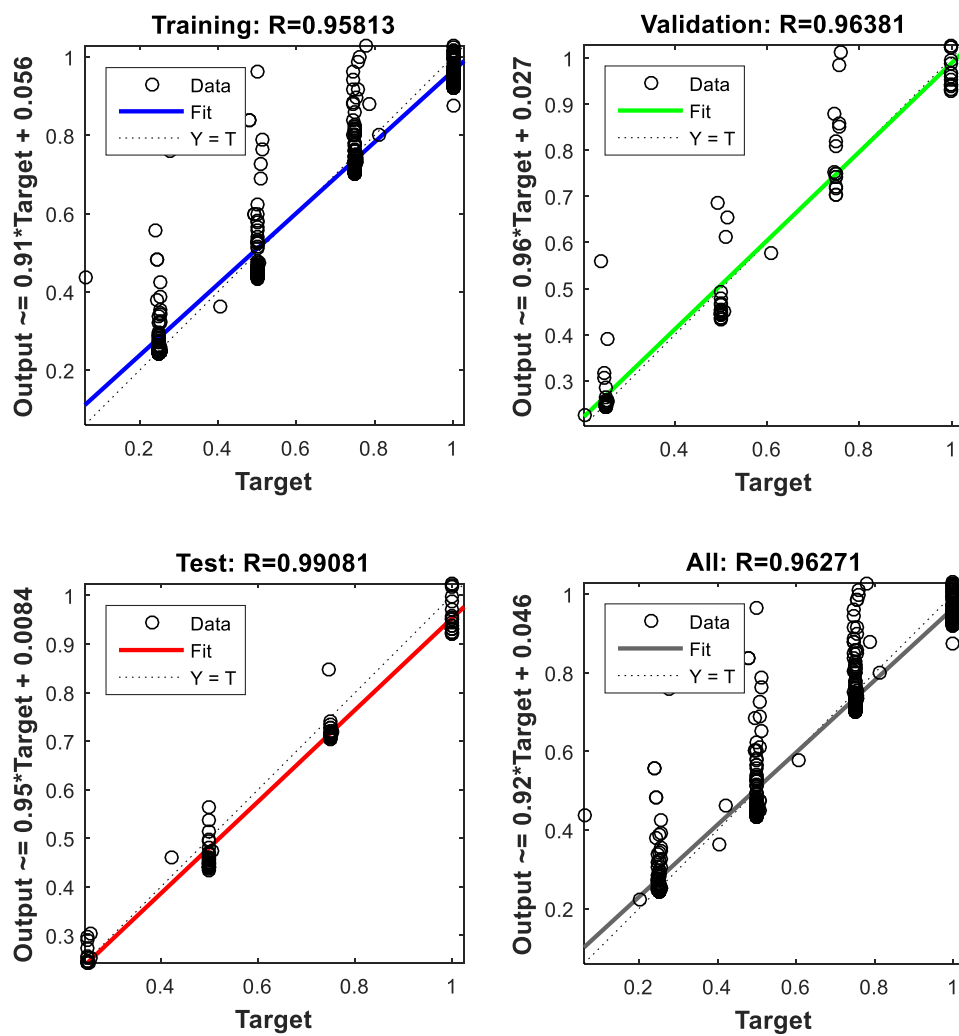 Training: R=0.95813
Output ~= 0.91*Target + 0.056
1
0.8
0.6
0.4
0.2
Data
Fit
Y = T
0.2
0.4
0.6
0.8
1
Target
Validation: R=0.96381
Output ~= 0.96*Target + 0.027
1
0.9
0.8
0.7
0.6
0.5
0.4
0.3
Data
Fit
Y = T
0.2
0.4
0.6
0.8
1
Target
Test: R=0.99081
Output ~= 0.95*Target + 0.0084
1
0.9
0.8
0.7
0.6
0.5
0.4
0.3
Data
Fit
Y = T
0.4
0.6
0.8
1
Target
All: R=0.96271
Output ~= 0.92*Target + 0.046
1
0.8
0.6
0.4
0.2
Data
Fit
Y = T
0.2
0.4
0.6
0.8
1
Target